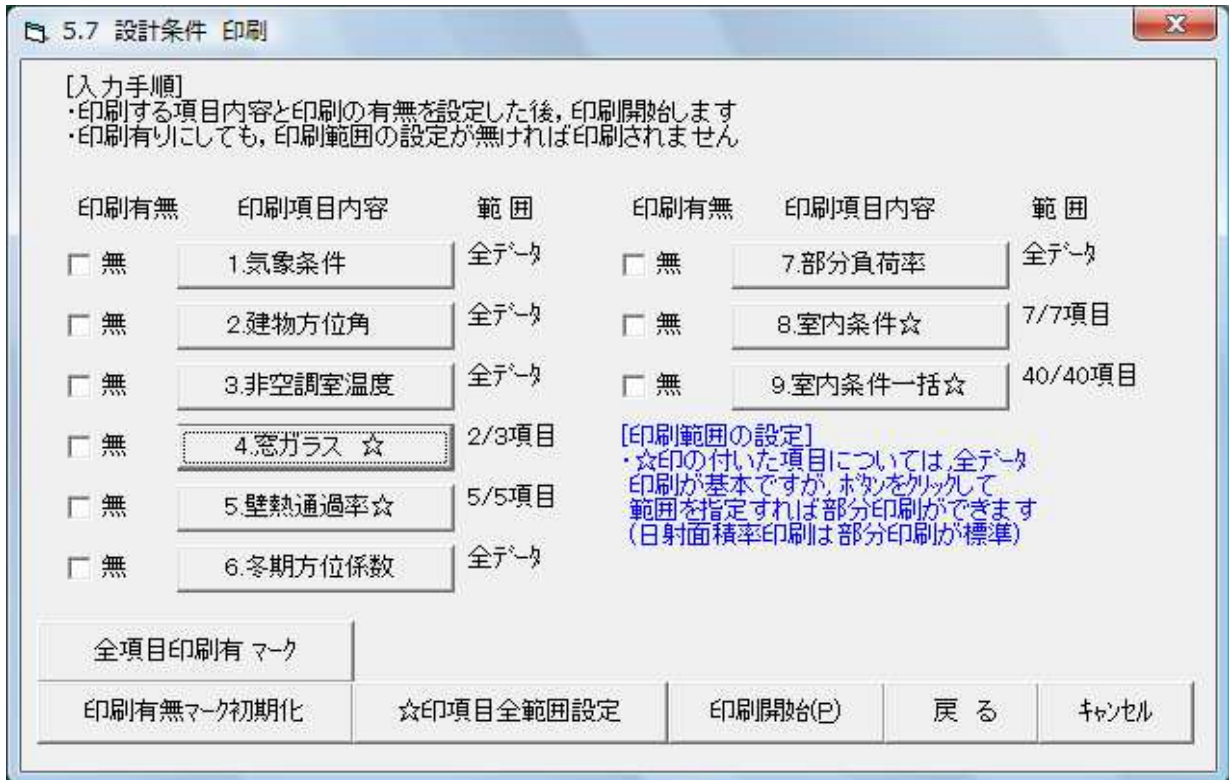 5.7 設計条件 印刷
[入力手順]
・印刷する項目内容と印刷の有無を設定した後,印刷開始します
・印刷有りにしても,印刷範囲の設定が無ければ印刷されません
印刷有無 印刷項目内容 範囲 印刷有無 印刷項目内容 範囲
無 1.気象条件 全データ 無 7.部分負荷率 全データ
無 2.建物方位角 全データ 無 8.室内条件☆ 7/7項目
無 3.非空調室温度 全データ 無 9.室内条件一括☆ 40/40項目
無 4.窓ガラス ☆ 2/3項目
無 5.壁熱通過率☆ 5/5項目
無 6.冬期方位係数 全データ
[印刷範囲の設定]
・☆印の付いた項目については,全データ
印刷が基本ですが,ボタンをクリックして
範囲を指定すれば部分印刷ができます
(日射面積率印刷は部分印刷が標準)
全項目印刷有 マーク
印刷有無マーク初期化 ☆印項目全範囲設定 印刷開始(P) 戻 る キャンセル